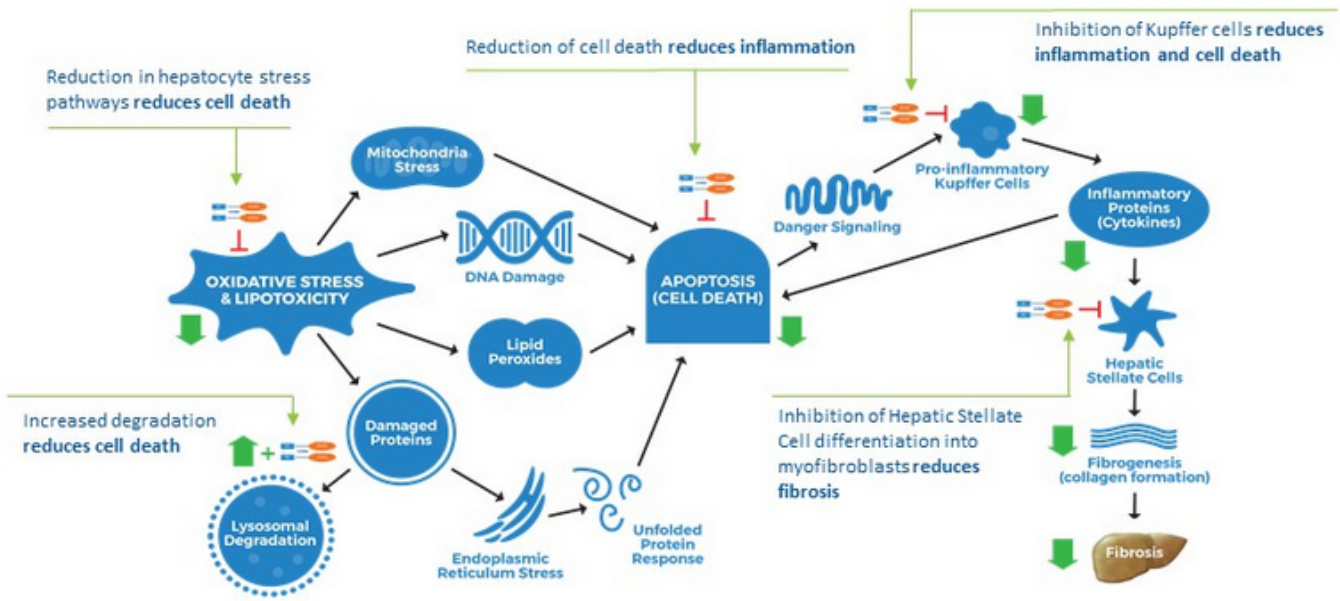 Reduction of cell death reduces inflammation
Inhibition of Kupffer cells reduces
inflammation and cell death
Reduction in hepatocyte stress
pathways reduces cell death
Mitochondria
Stress
DNA Damage
OXIDATIVE STRESS
& LIPOTOXICITY
Lipid
Peroxides
Damaged
Proteins
APOPTOSIS
(CELL DEATH)
Danger Signaling
Pro-inflammatory
Kupffer Cells
Inflammatory
Proteins
(Cytokines)
Hepatic
Stellate Cells
Increased degradation
reduces cell death
+
Lysosomal
Degradation
Endoplasmic
Reticulum Stress
Unfolded
Protein
Response
Inhibition of Hepatic Stellate
Cell differentiation into
myofibroblasts reduces
fibrosis
Fibrogenesis
(collagen formation)
Fibrosis